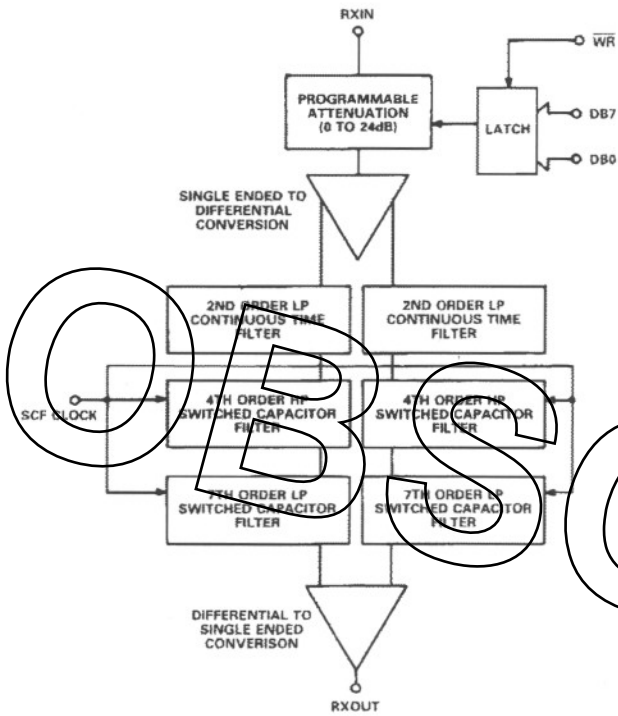 RXIN
WR
PROGRAMMABLE
ATTENUATION
(0 TO 24dB)
LATCH
DB7
DB0
SINGLE ENDED TO
DIFFERENTIAL
CONVERSION
2ND ORDER LP
CONTINUOUS TIME
FILTER
2ND ORDER LP
CONTINUOUS TIME
FILTER
SCF CLOCK
4TH ORDER HP
SWITCHED CAPACITOR
FILTER
4TH ORDER HP
SWITCHED CAPACITOR
FILTER
7TH ORDER LP
SWITCHED CAPACITOR
FILTER
7TH ORDER LP
SWITCHED CAPACITOR
FILTER
DIFFERENTIAL TO
SINGLE ENDED
CONVERISON
RXOUT
OBSO